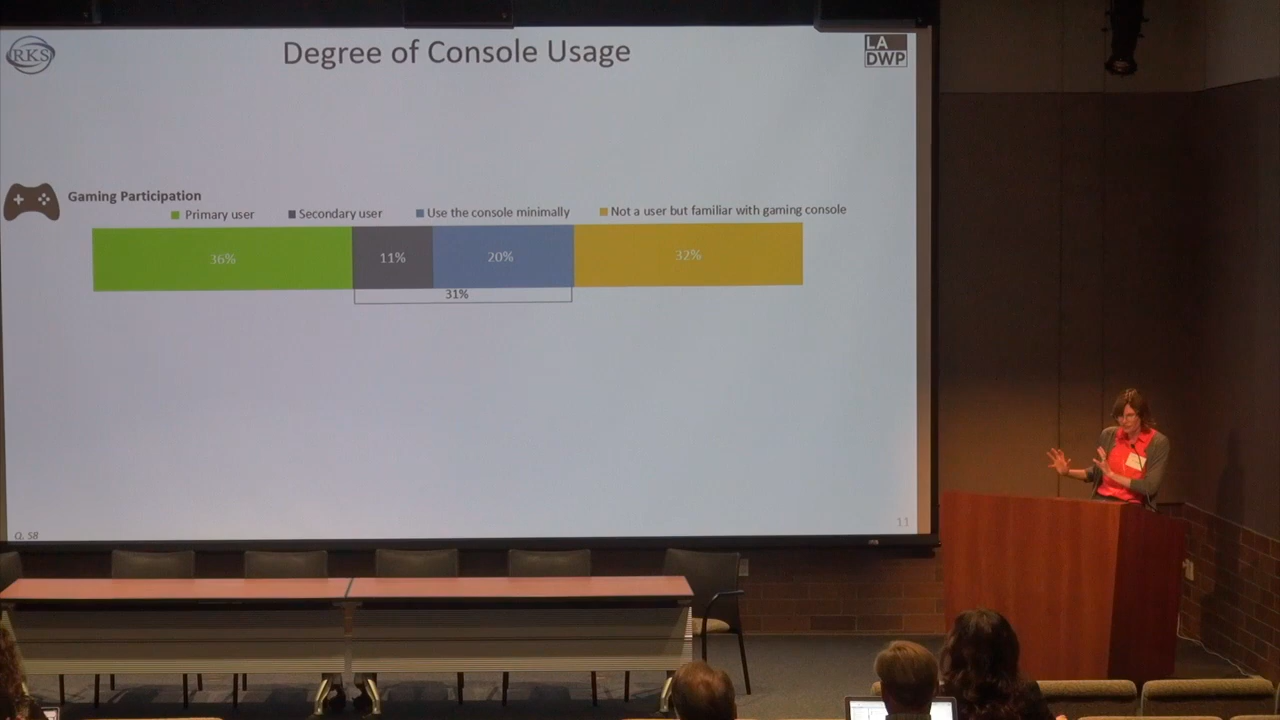 RKS
Degree of Console Usage
LA
DWP
Gaming Participation
Primary user
Secondary user
Use the console minimally
Not a user but familiar with gaming console
36%
11%
20%
32%
31%
Q. S8
11